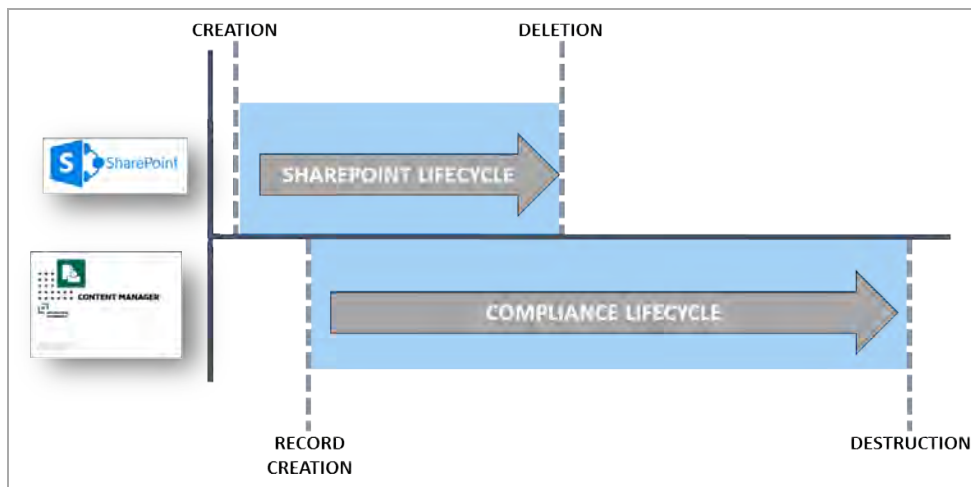 CREATION
DELETION
S SharePoint
SHAREPOINT LIFECYCLE
CONTENT MANAGER
COMPLIANCE LIFECYCLE
RECORD
CREATION
DESTRUCTION